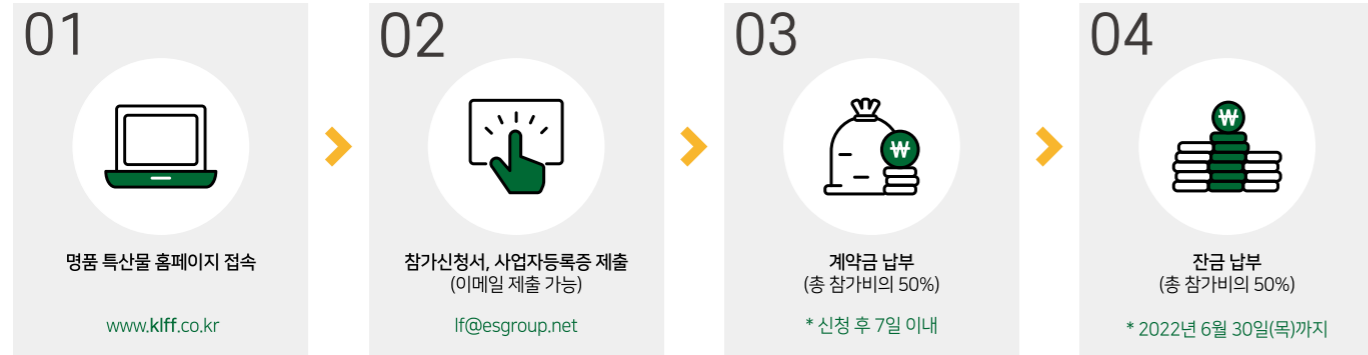 01
명품 특산물 홈페이지 접속
www.klff.co.kr
02
참가신청서, 사업자등록증 제출
(이메일 제출 가능)
lf@esgroup.net
03
계약금 납부
(총 참가비의 50%)
* 신청 후 7일 이내
04
잔금 납부
(총 참가비의 50%)
* 2022년 6월 30일(목)까지